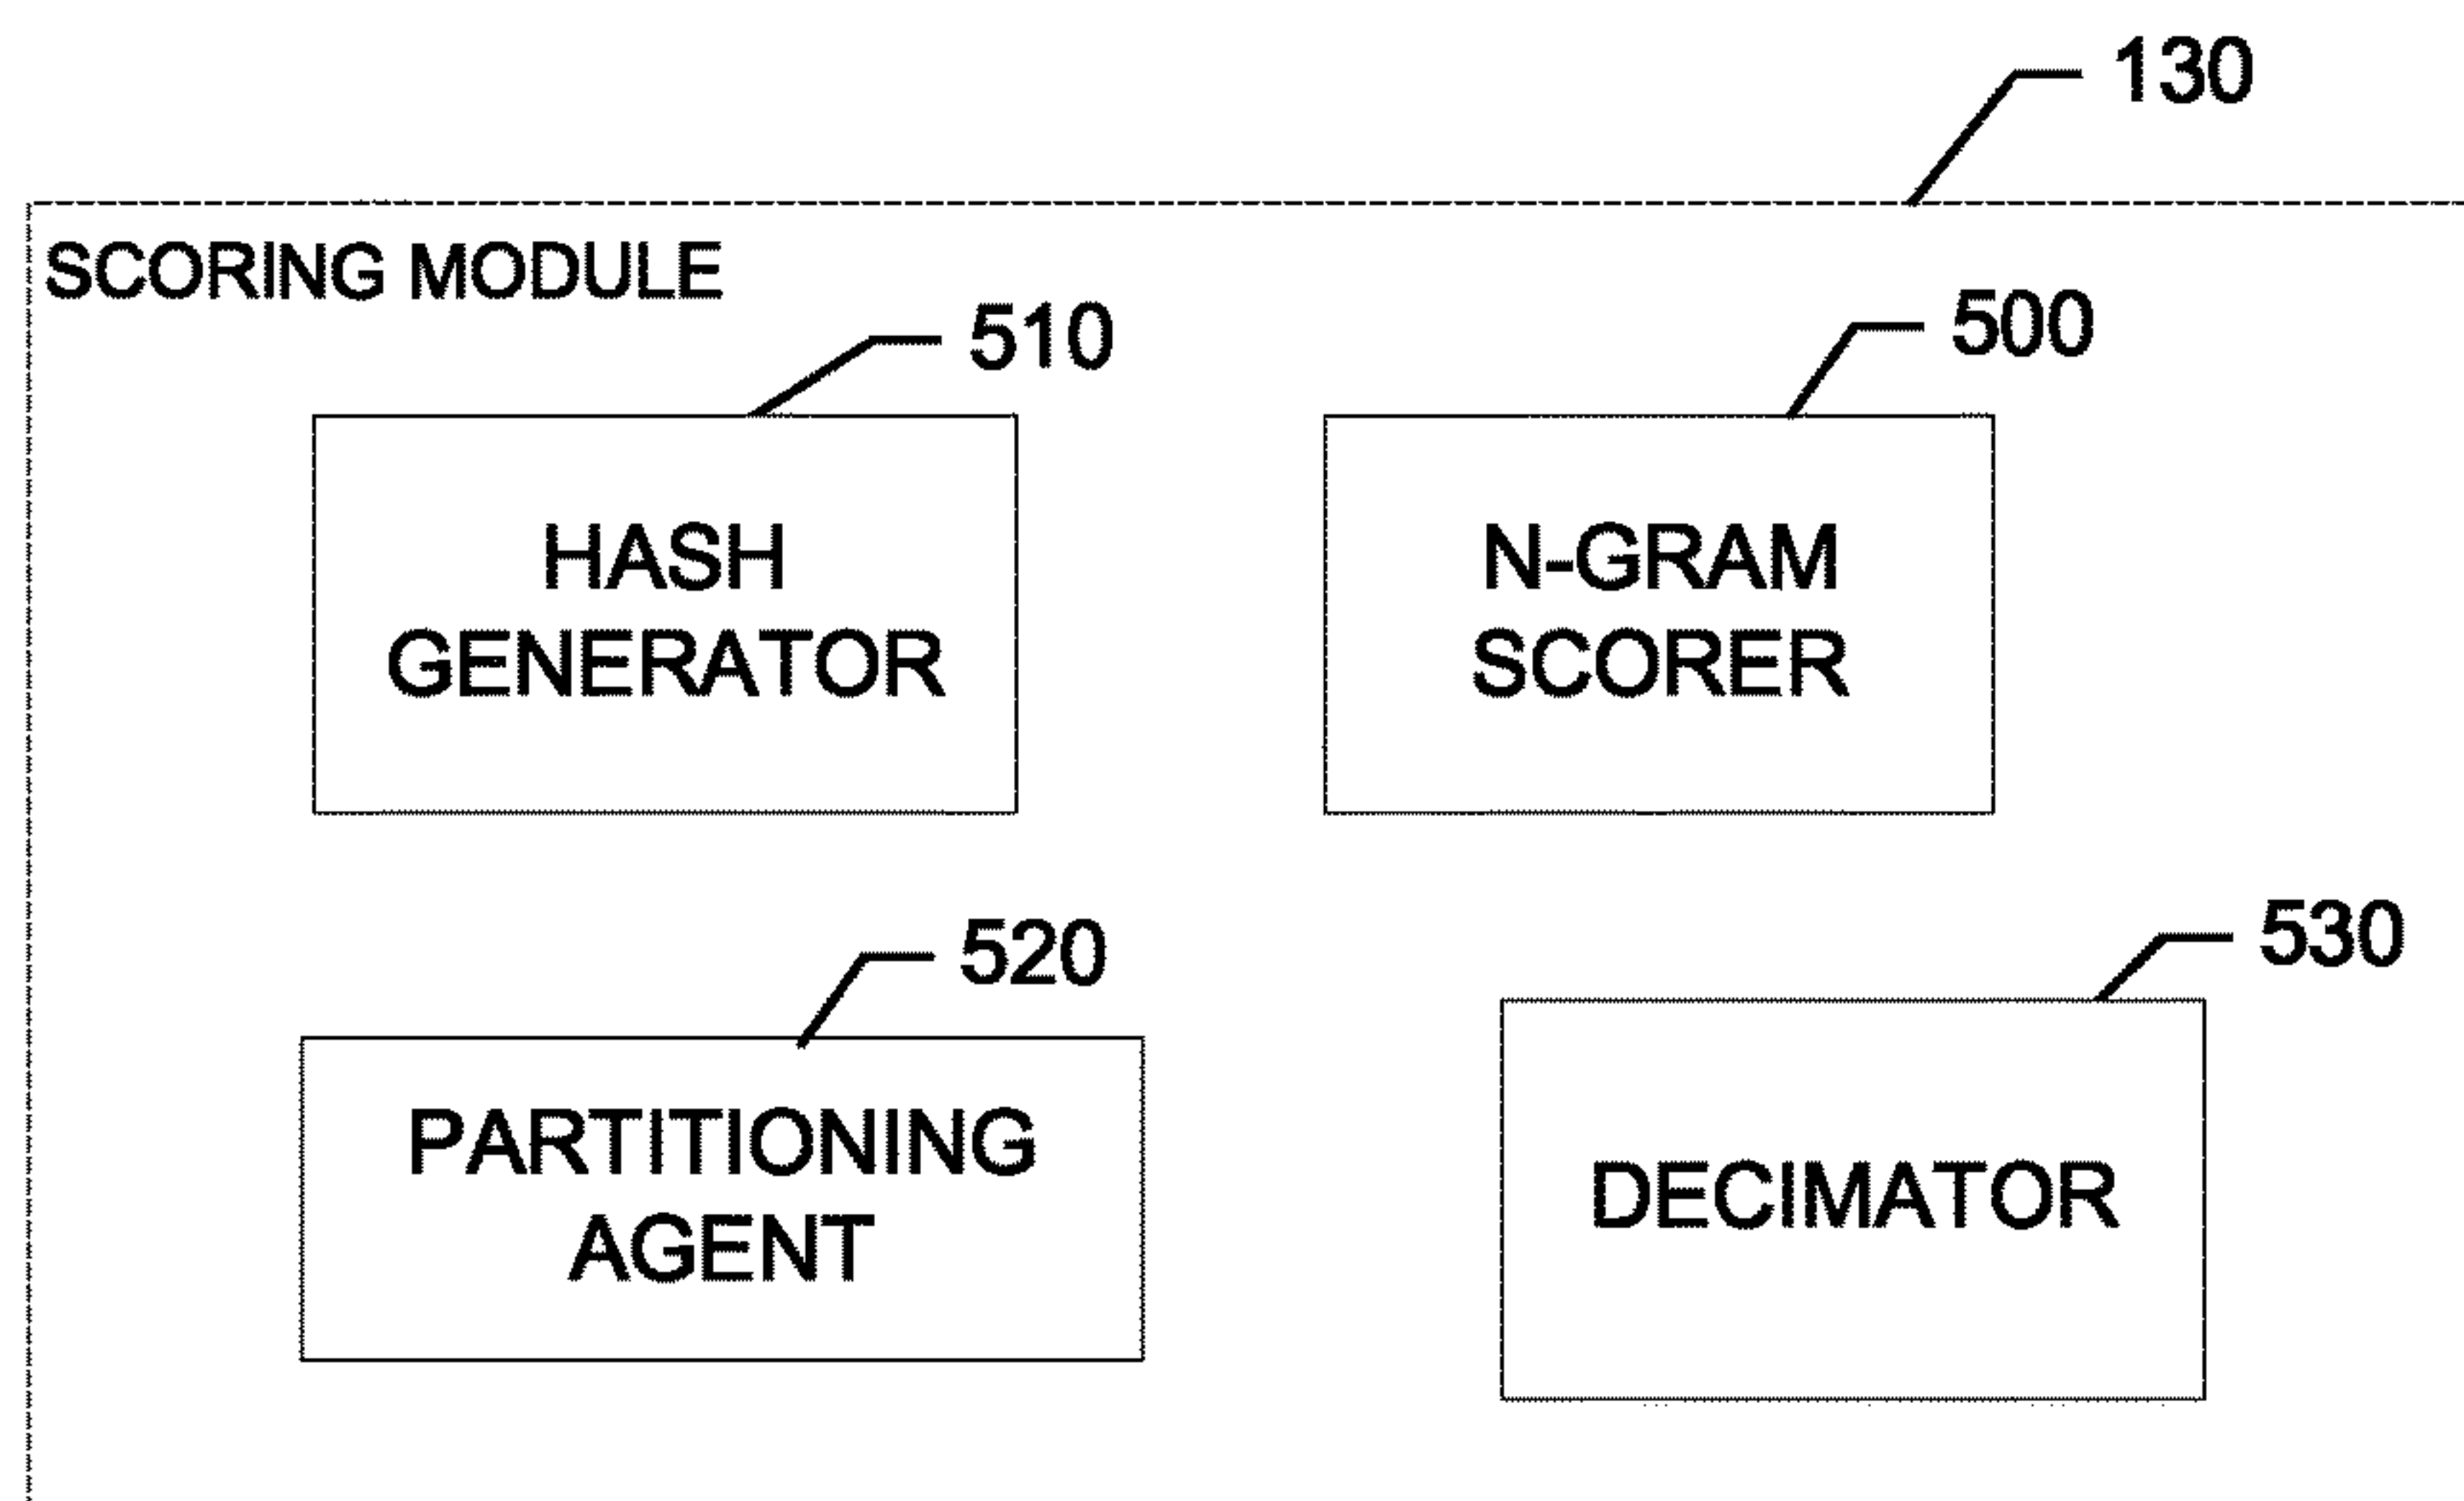 130
SCORING MODULE
510
500
HASH
GENERATOR
N-GRAM
SCORER
520
530
PARTITIONING
AGENT
DECIMATOR